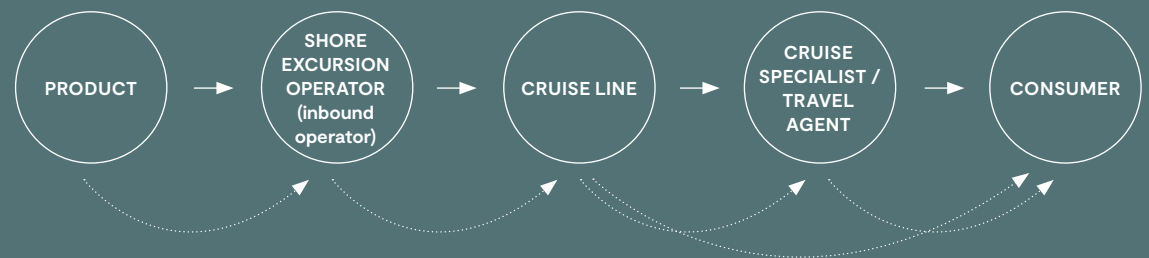 PRODUCT
SHORE
EXCURSION
OPERATOR
(inbound
operator)
CRUISE LINE
CRUISE
SPECIALIST /
TRAVEL
AGENT
CONSUMER